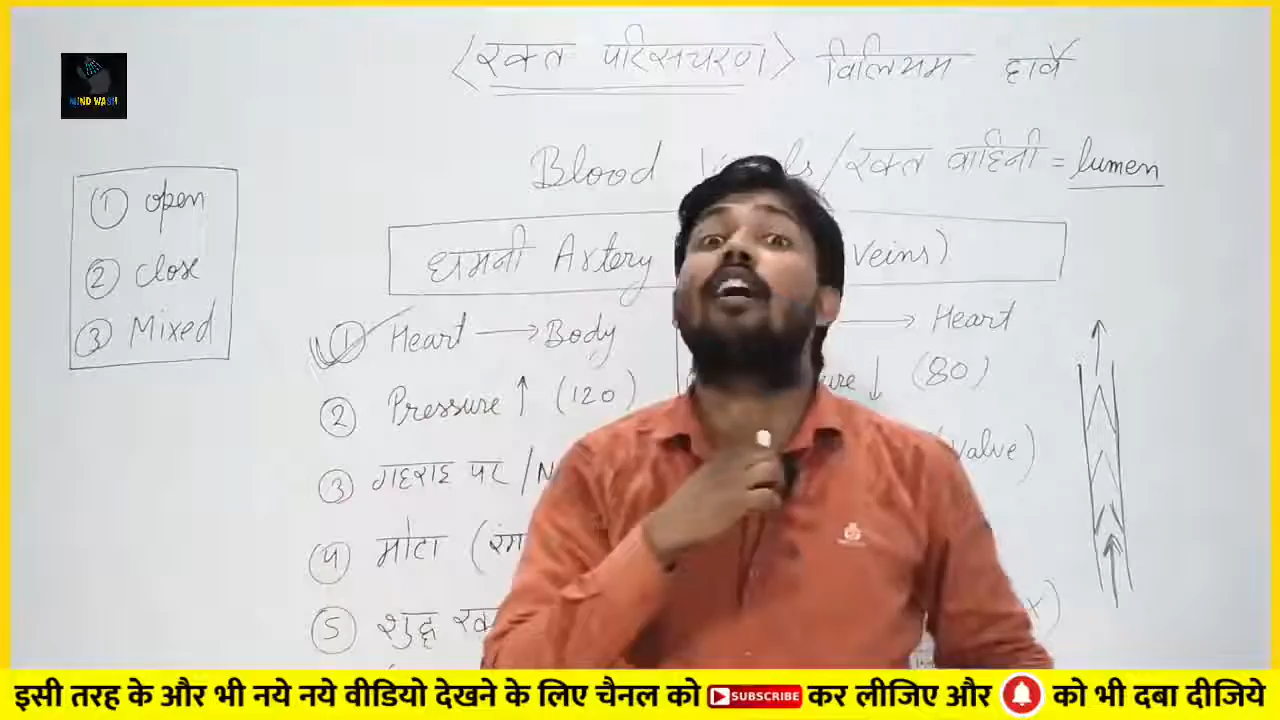 MIND WASH
<रक्त परिसंचरण> विलियम हार्वे
Blood /रक्त वाहिनी = lumen
① open
② close
③ Mixed
धमनी Artery Veins)
① Heart → Body → Heart
② Pressure ↑ (120) ↓ (80)
③ गहराइ पर / Valve)
④ मोटा
⑤ शुद्ध
इसी तरह के और भी नये नये वीडियो देखने के लिए चैनल को SUBSCRIBE कर लीजिए और को भी दबा दीजिये